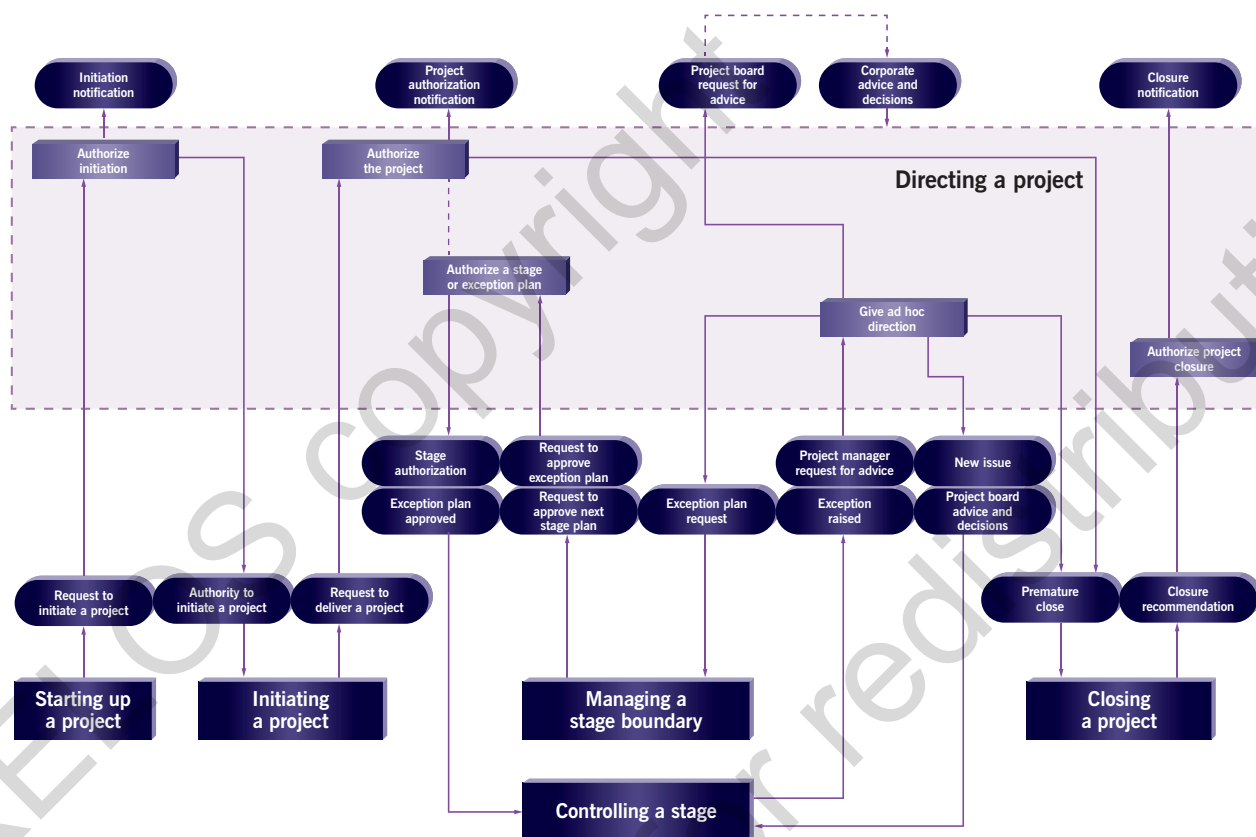 Initiation
notification
Project
authorization
notification
Project board
request for
advice
Corporate
advice and
decisions
Closure
notification
Authorize
initiation
Authorize
the project
Directing a project
Authorize a stage
or exception plan
Give ad hoc
direction
Authorize project
closure
Stage
authorization
Request to
approve
exception plan
Project manager
request for advice
New issue
Exception plan
approved
Request to
approve next
stage plan
Exception plan
request
Exception
raised
Project board
advice and
decisions
Request to
initiate a project
Authority to
initiate a project
Request to
deliver a project
Premature
close
Closure
recommendation
Starting up
a project
Initiating
a project
Managing a
stage boundary
Closing
a project
Controlling a stage
copyright